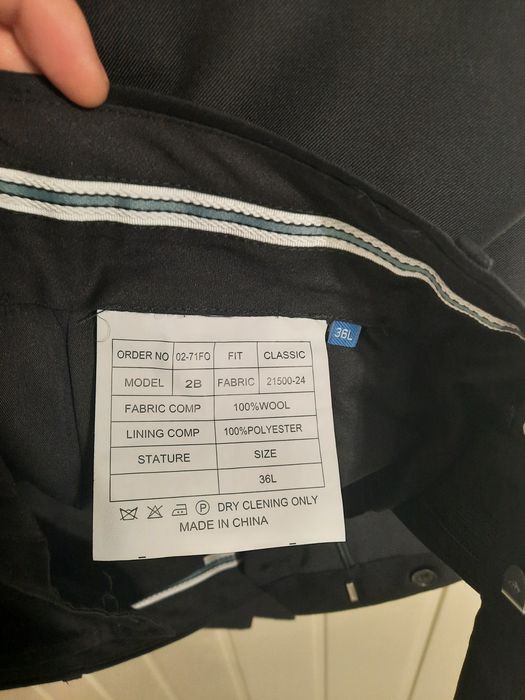 36L
ORDER NO 02-71FO FIT CLASSIC
MODEL 2B FABRIC 21500-24
FABRIC COMP 100%WOOL
LINING COMP 100%POLYESTER
STATURE SIZE
36L
P DRY CLENING ONLY
MADE IN CHINA